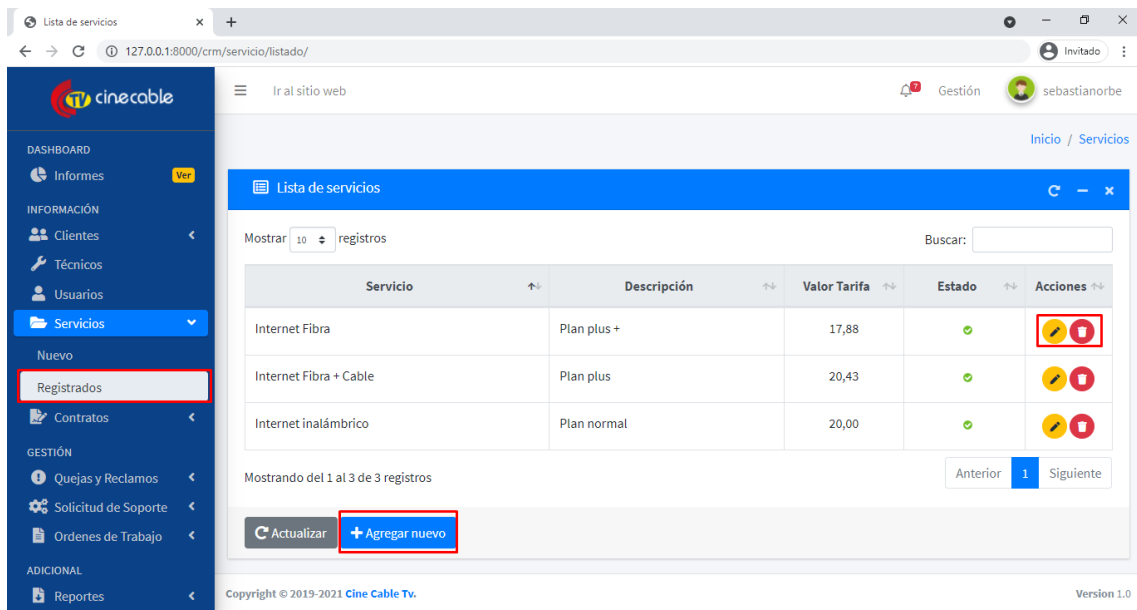 Lista de servicios
127.0.0.1:8000/crm/servicio/listado/
Invitado
TV cinecable
Ir al sitio web
7
Gestión
sebastianorbe
Inicio / Servicios
DASHBOARD
Informes Ver
INFORMACIÓN
Clientes
Técnicos
Usuarios
Servicios
Nuevo
Registrados
Contratos
GESTIÓN
Quejas y Reclamos
Solicitud de Soporte
Ordenes de Trabajo
ADICIONAL
Reportes
Lista de servicios
Mostrar 10 registros
Buscar:
Servicio Descripción Valor Tarifa Estado Acciones
Internet Fibra Plan plus + 17,88
Internet Fibra + Cable Plan plus 20,43
Internet inalámbrico Plan normal 20,00
Mostrando del 1 al 3 de 3 registros
Anterior 1 Siguiente
Actualizar + Agregar nuevo
Copyright © 2019-2021 Cine Cable Tv.
Version 1.0